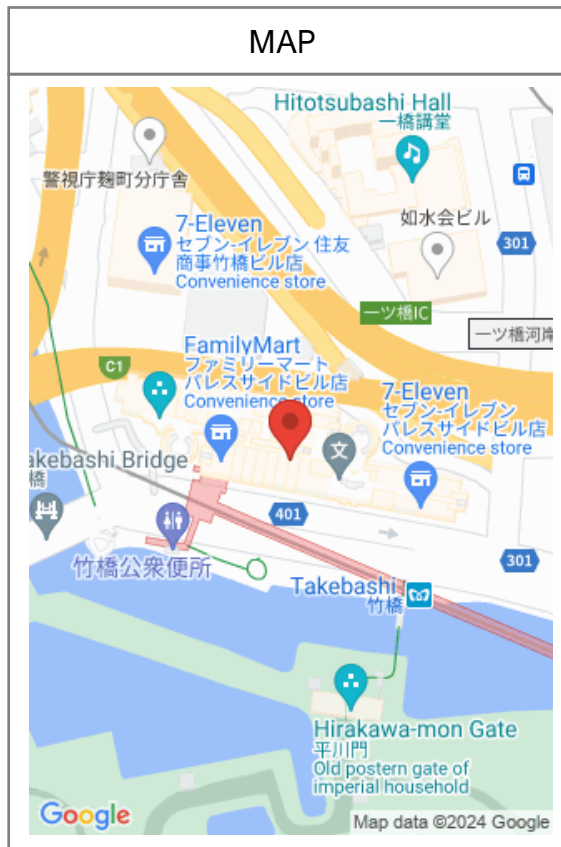 MAP
Hitotsubashi Hall
一橋講堂
警視庁麹町分庁舎
7-Eleven
セブン-イレブン 住友
商事竹橋ビル店
Convenience store
如水会ビル
301
一ツ橋IC
一ツ橋河岸
C1
FamilyMart
ファミリーマート
パレスサイドビル店
Convenience store
7-Eleven
セブン-イレブン
パレスサイドビル店
Convenience store
文
akebashi Bridge
橋
401
301
竹橋公衆便所
Takebashi
竹橋
Hirakawa-mon Gate
平川門
Old postern gate of
imperial household
Google
Map data ©2024 Google